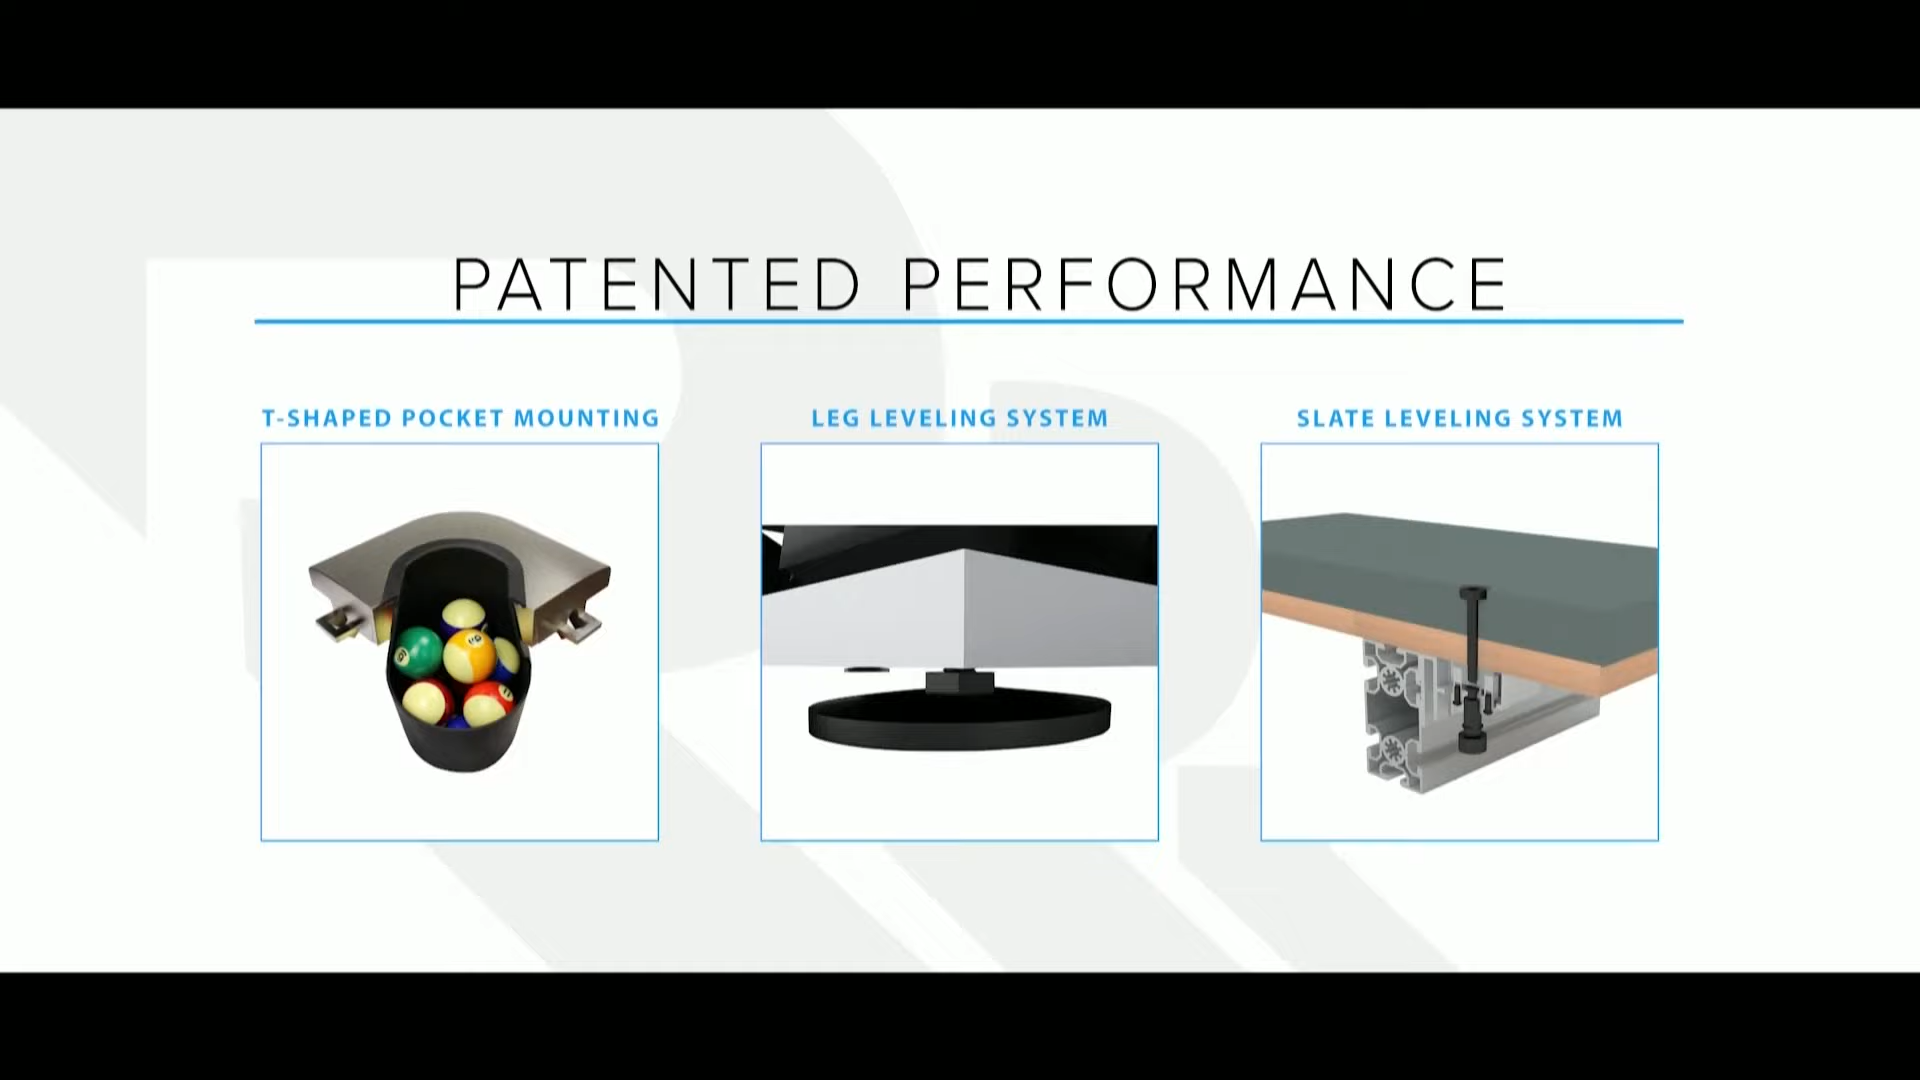 PATENTED PERFORMANCE
T-SHAPED POCKET MOUNTING
LEG LEVELING SYSTEM
SLATE LEVELING SYSTEM